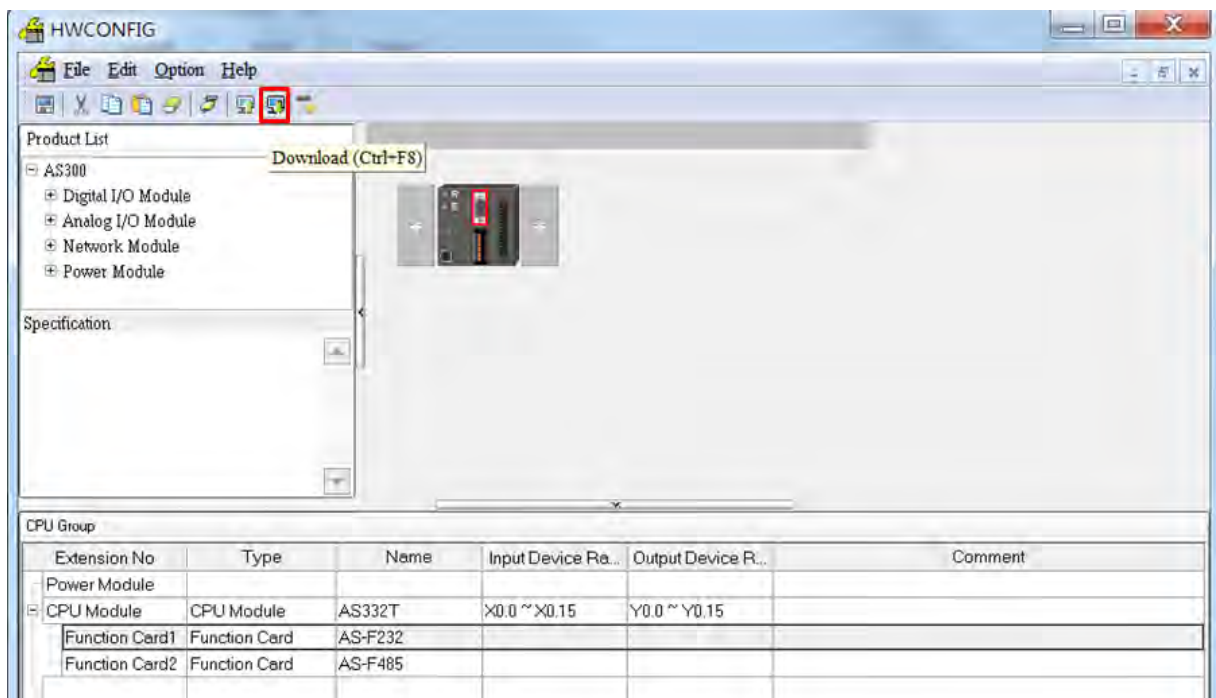 HWCONFIG
File Edit Option Help
Product List
Download (Ctrl+F8)
AS300
Digital I/O Module
Analog I/O Module
Network Module
Power Module
Specification
CPU Group
Extension No Type Name Input Device Ra... Output Device R... Comment
Power Module
CPU Module CPU Module AS332T X0.0 ~ X0.15 Y0.0 ~ Y0.15
Function Card1 Function Card AS-F232
Function Card2 Function Card AS-F485